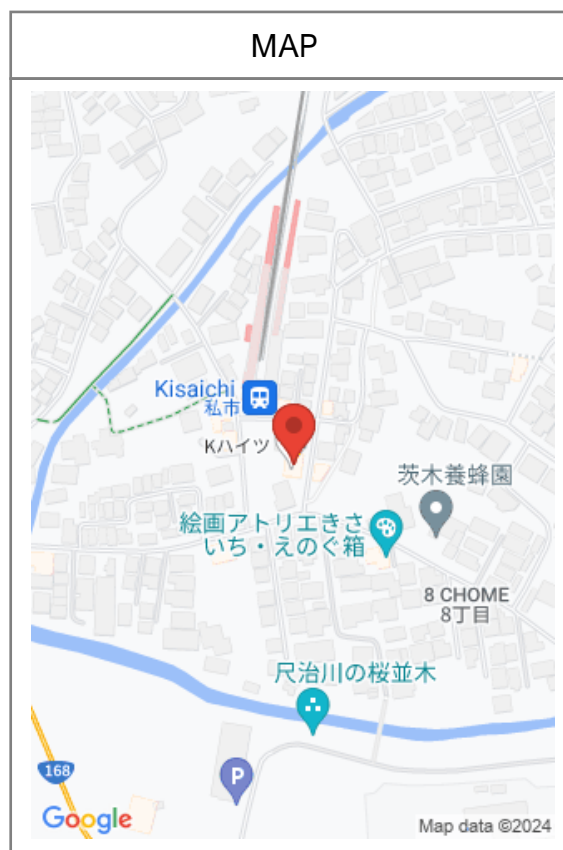 MAP
Kisaichi
私市
Kハイツ
茨木養蜂園
絵画アトリエきさ
いち・えのぐ箱
8 CHOME
8丁目
尺治川の桜並木
168
P
Google
Map data ©2024